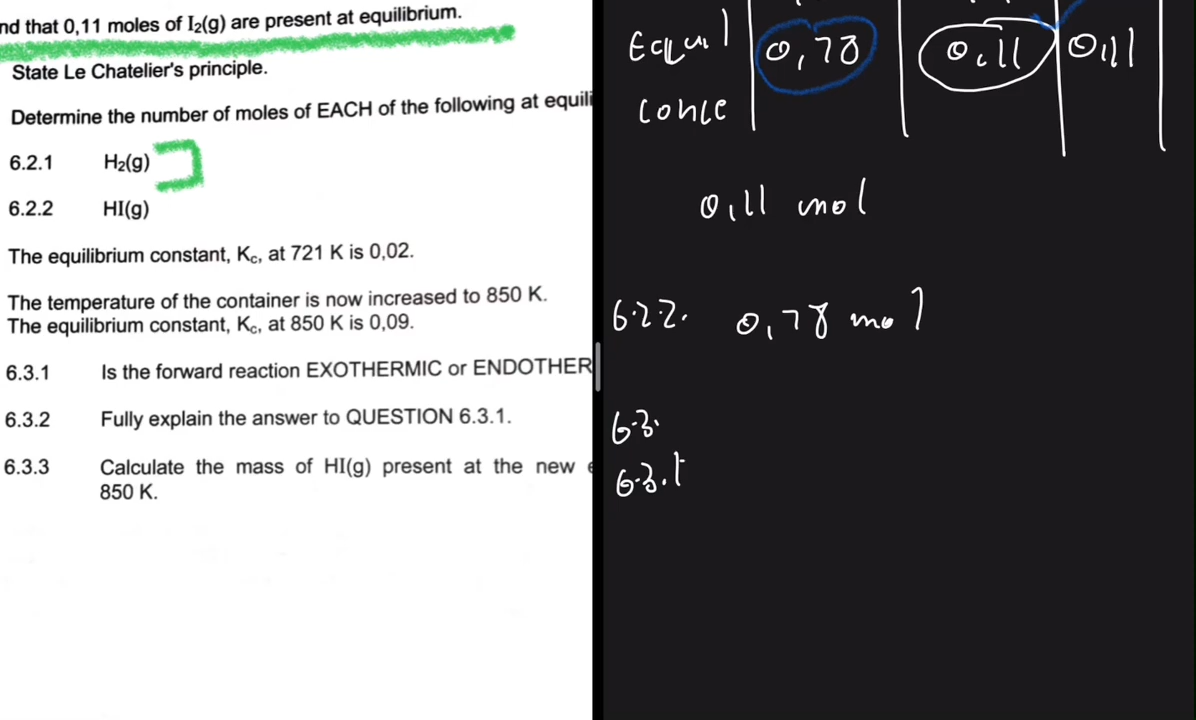 nd that 0,11 moles of I₂(g) are present at equilibrium.
State Le Chatelier's principle.
Determine the number of moles of EACH of the following at equili
6.2.1 H₂(g)
6.2.2 HI(g)
The equilibrium constant, Kc, at 721 K is 0,02.
The temperature of the container is now increased to 850 K.
The equilibrium constant, Kc, at 850 K is 0,09.
6.3.1 Is the forward reaction EXOTHERMIC or ENDOTHER
6.3.2 Fully explain the answer to QUESTION 6.3.1.
6.3.3 Calculate the mass of HI(g) present at the new e
850 K.
Equil 0,78 0,11 0,11
conce
0,11 mol
6.2.2. 0,78 mol
6.3.
6.3.1